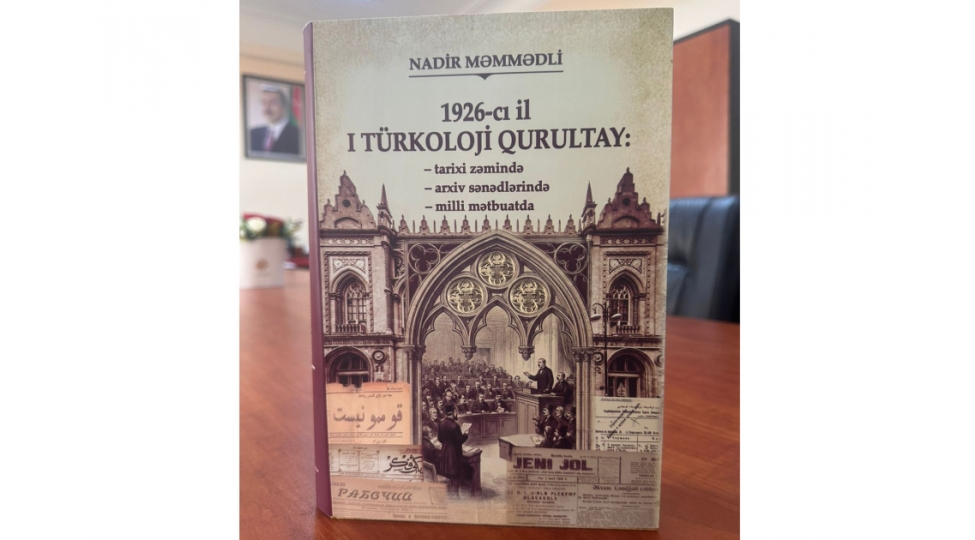 NADİR MƏMMƏDLİ
1926-cı il
I TÜRKOLOJİ QURULTAY:
– tarixi zəmində
– arxiv sənədlərində
– milli mətbuatda
قومونيست
JENI JOL
РАБОЧИЙ